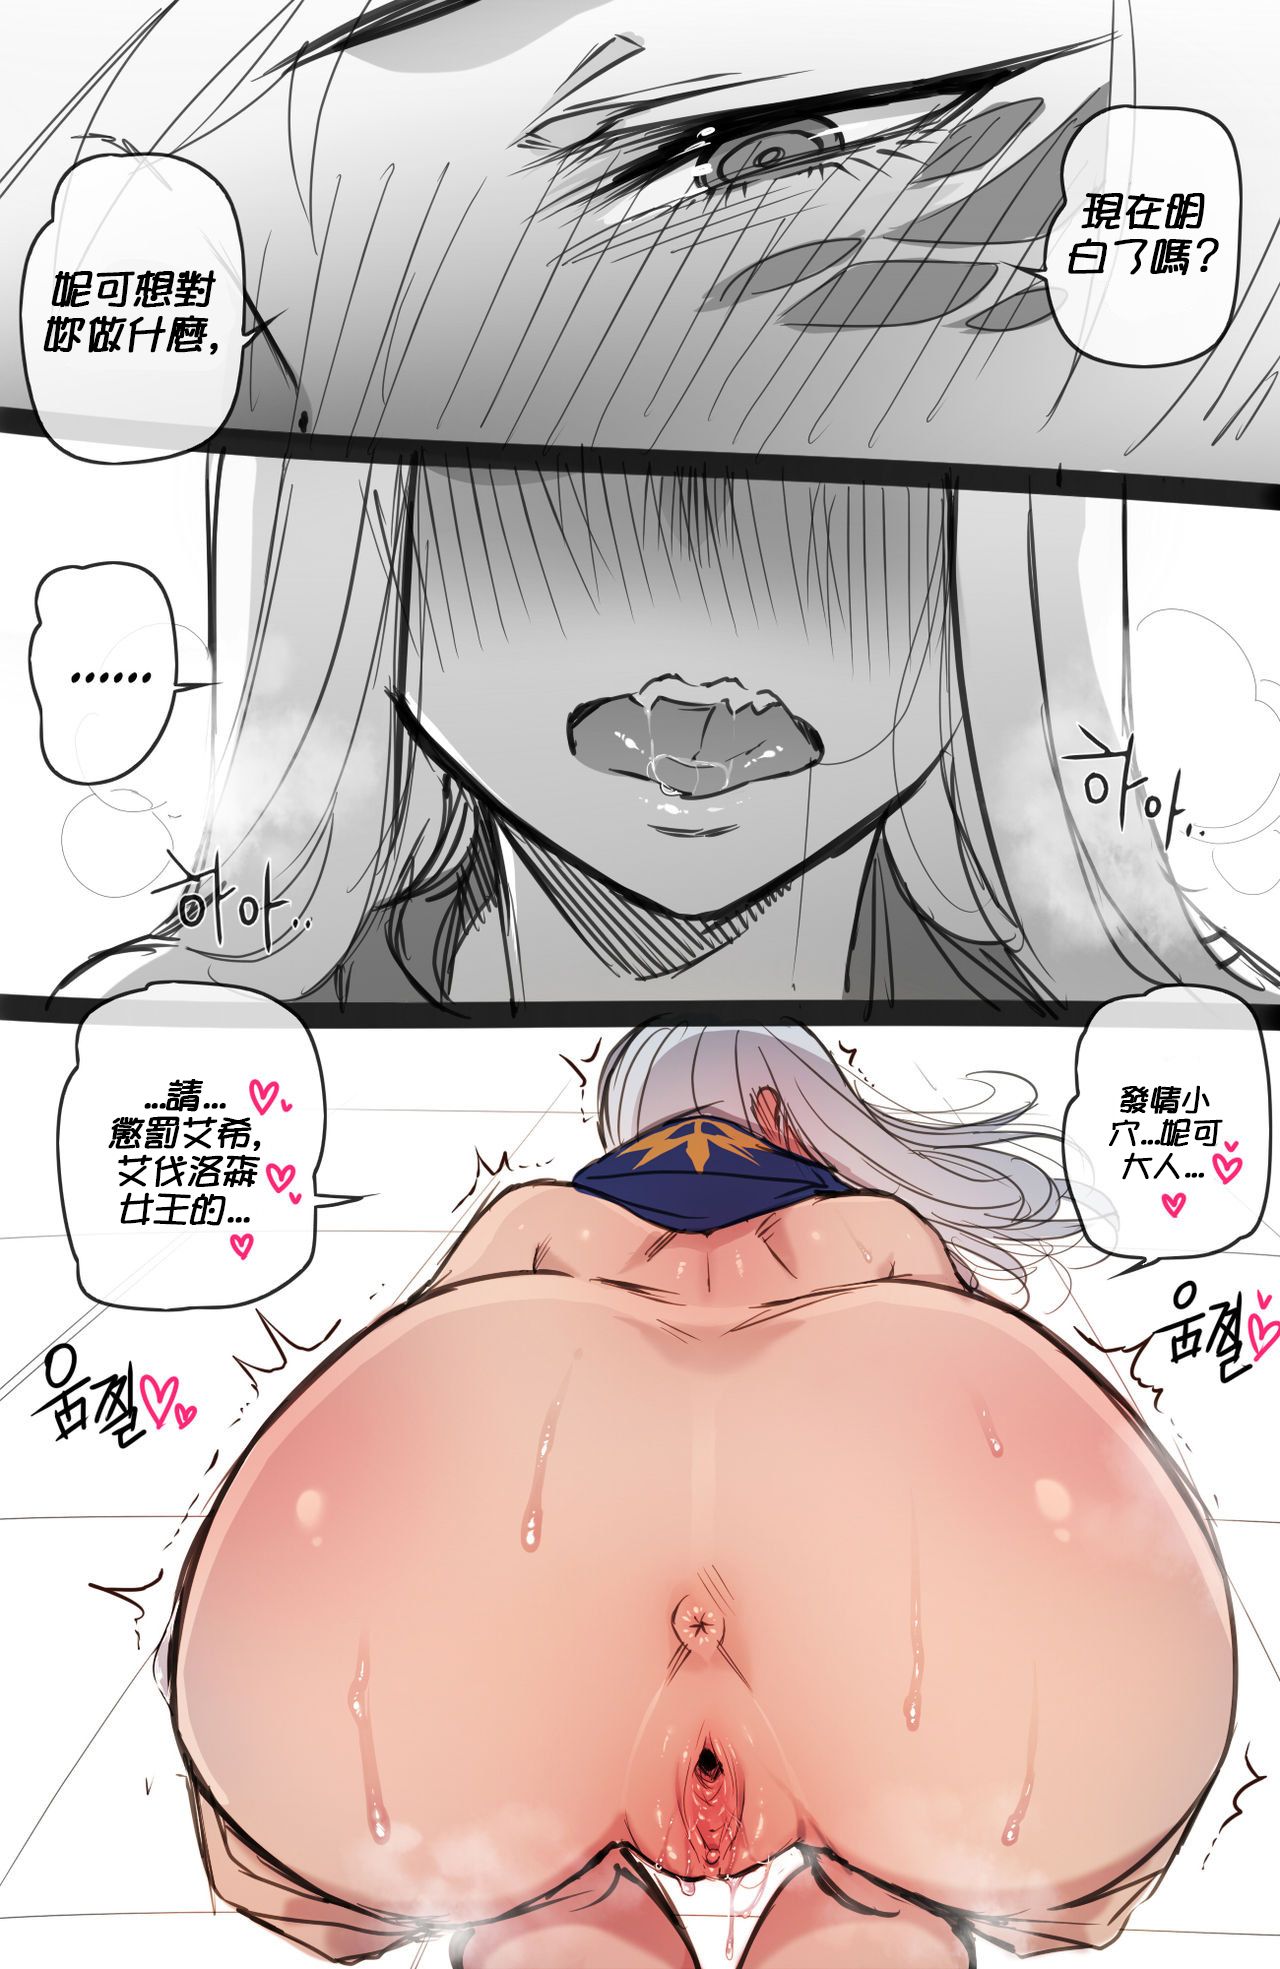 現在明
白了嗎?
妮可想對
妳做什麼,
......
하아..
하아..
發情小
穴...妮可
大人...
...請...
懲罰艾希,
艾伐洛森
女王的...
움찔
움찔